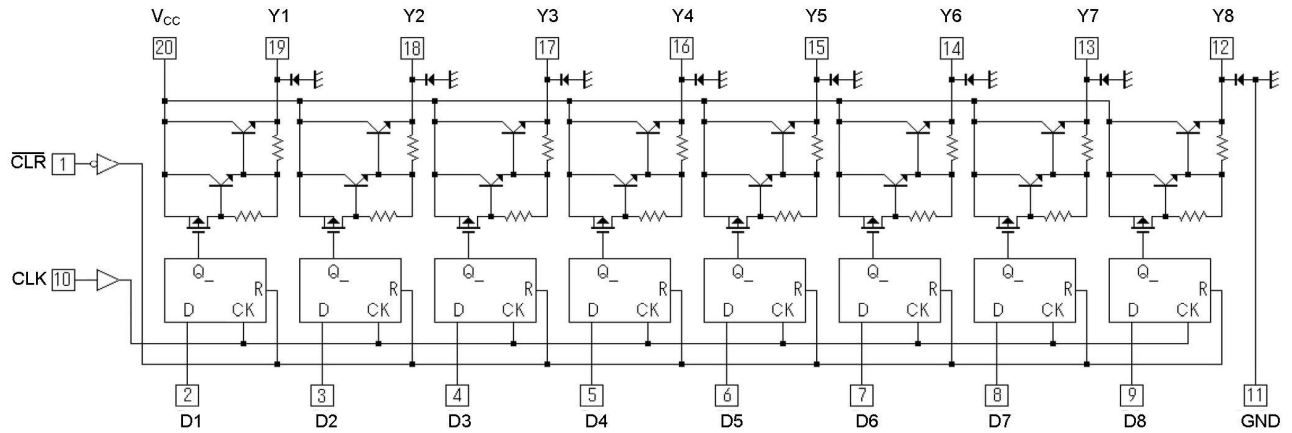 V_CC Y1 Y2 Y3 Y4 Y5 Y6 Y7 Y8
20 19 18 17 16 15 14 13 12
CLR 1
CLK 10
Q_ Q_ Q_ Q_ Q_ Q_ Q_ Q_
R R R R R R R R
D CK D CK D CK D CK D CK D CK D CK D CK
2 3 4 5 6 7 8 9 11
D1 D2 D3 D4 D5 D6 D7 D8 GND